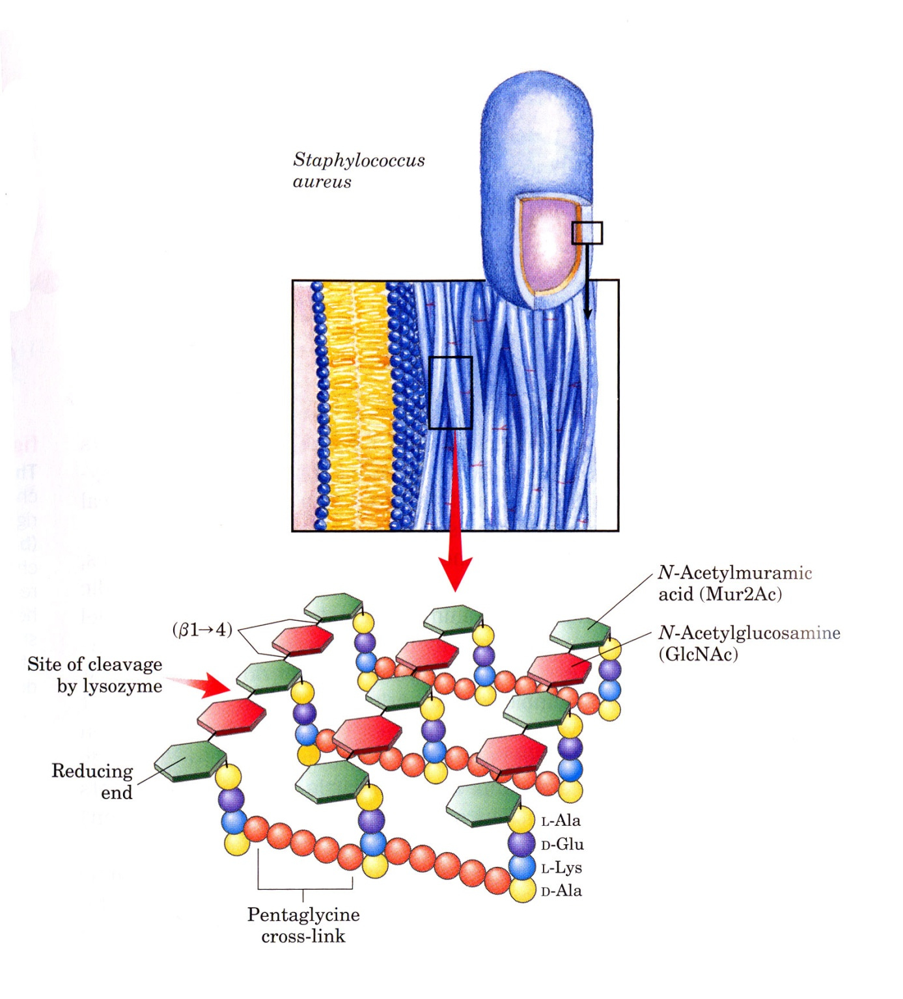 Staphylococcus
aureus
N-Acetylmuramic
acid (Mur2Ac)
(β1→4)
N-Acetylglucosamine
(GlcNAc)
Site of cleavage
by lysozyme
Reducing
end
L-Ala
D-Glu
L-Lys
D-Ala
Pentaglycine
cross-link